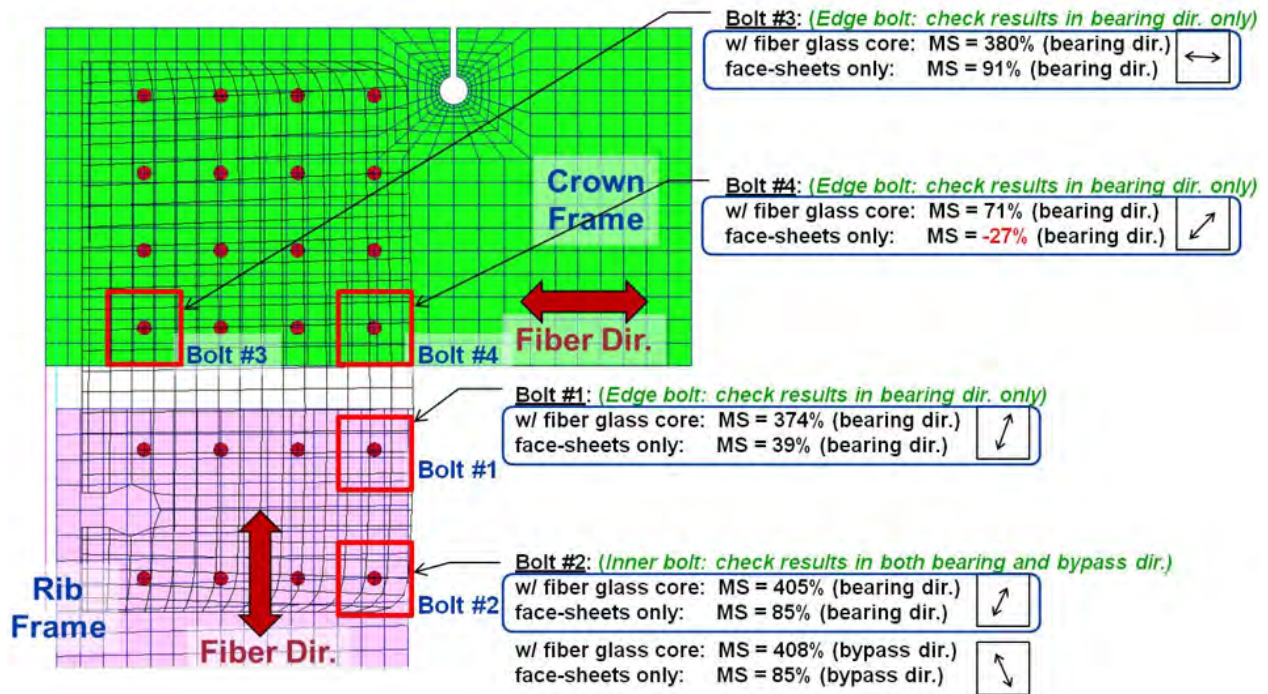 Bolt #3: (Edge bolt: check results in bearing dir. only)
w/ fiber glass core: MS = 380% (bearing dir.)
face-sheets only: MS = 91% (bearing dir.)
Crown
Frame
Bolt #4: (Edge bolt: check results in bearing dir. only)
w/ fiber glass core: MS = 71% (bearing dir.)
face-sheets only: MS = -27% (bearing dir.)
Fiber Dir.
Bolt #3
Bolt #4
Bolt #1: (Edge bolt: check results in bearing dir. only)
w/ fiber glass core: MS = 374% (bearing dir.)
face-sheets only: MS = 39% (bearing dir.)
Bolt #1
Bolt #2: (Inner bolt: check results in both bearing and bypass dir.)
w/ fiber glass core: MS = 405% (bearing dir.)
face-sheets only: MS = 85% (bearing dir.)
Rib
Frame
Bolt #2
Fiber Dir.
w/ fiber glass core: MS = 408% (bypass dir.)
face-sheets only: MS = 85% (bypass dir.)